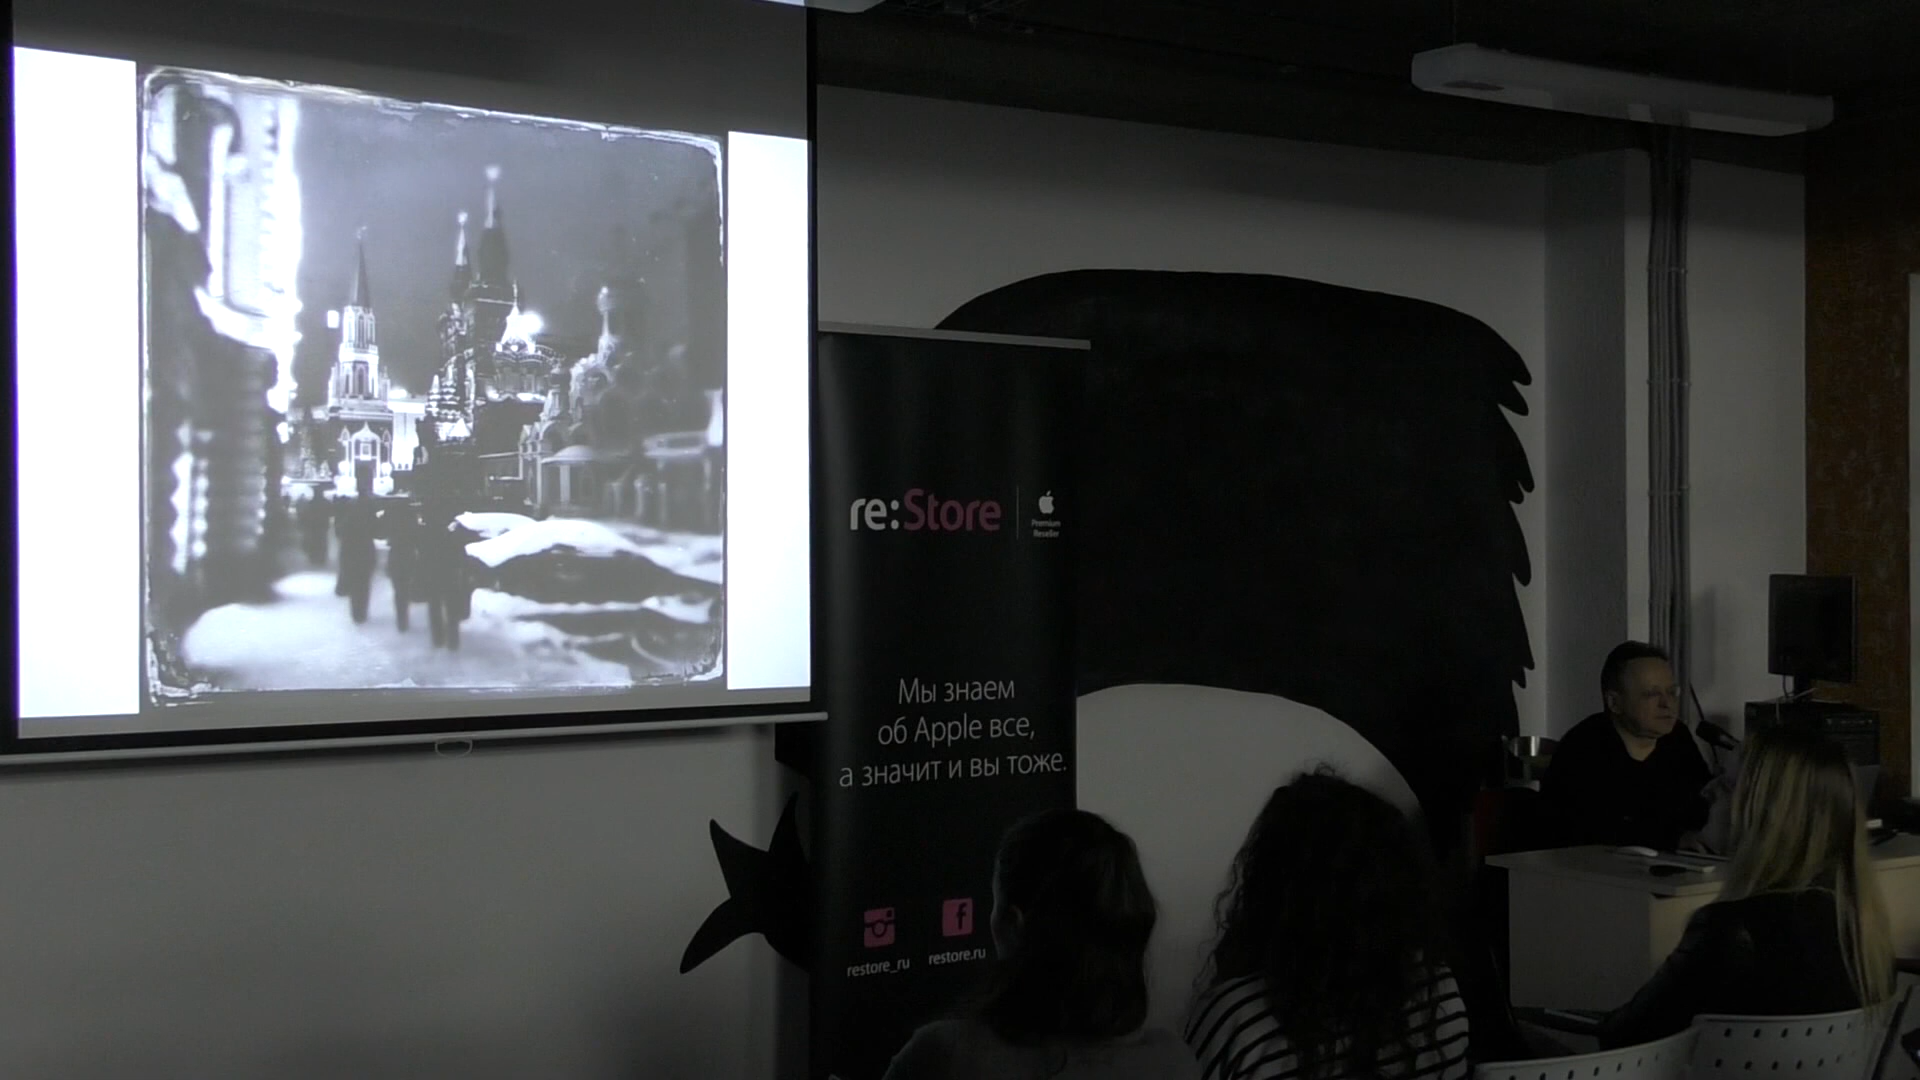 re:Store
Premium
Reseller
Мы знаем
об Apple все,
а значит и вы тоже.
restore_ru
restore.ru